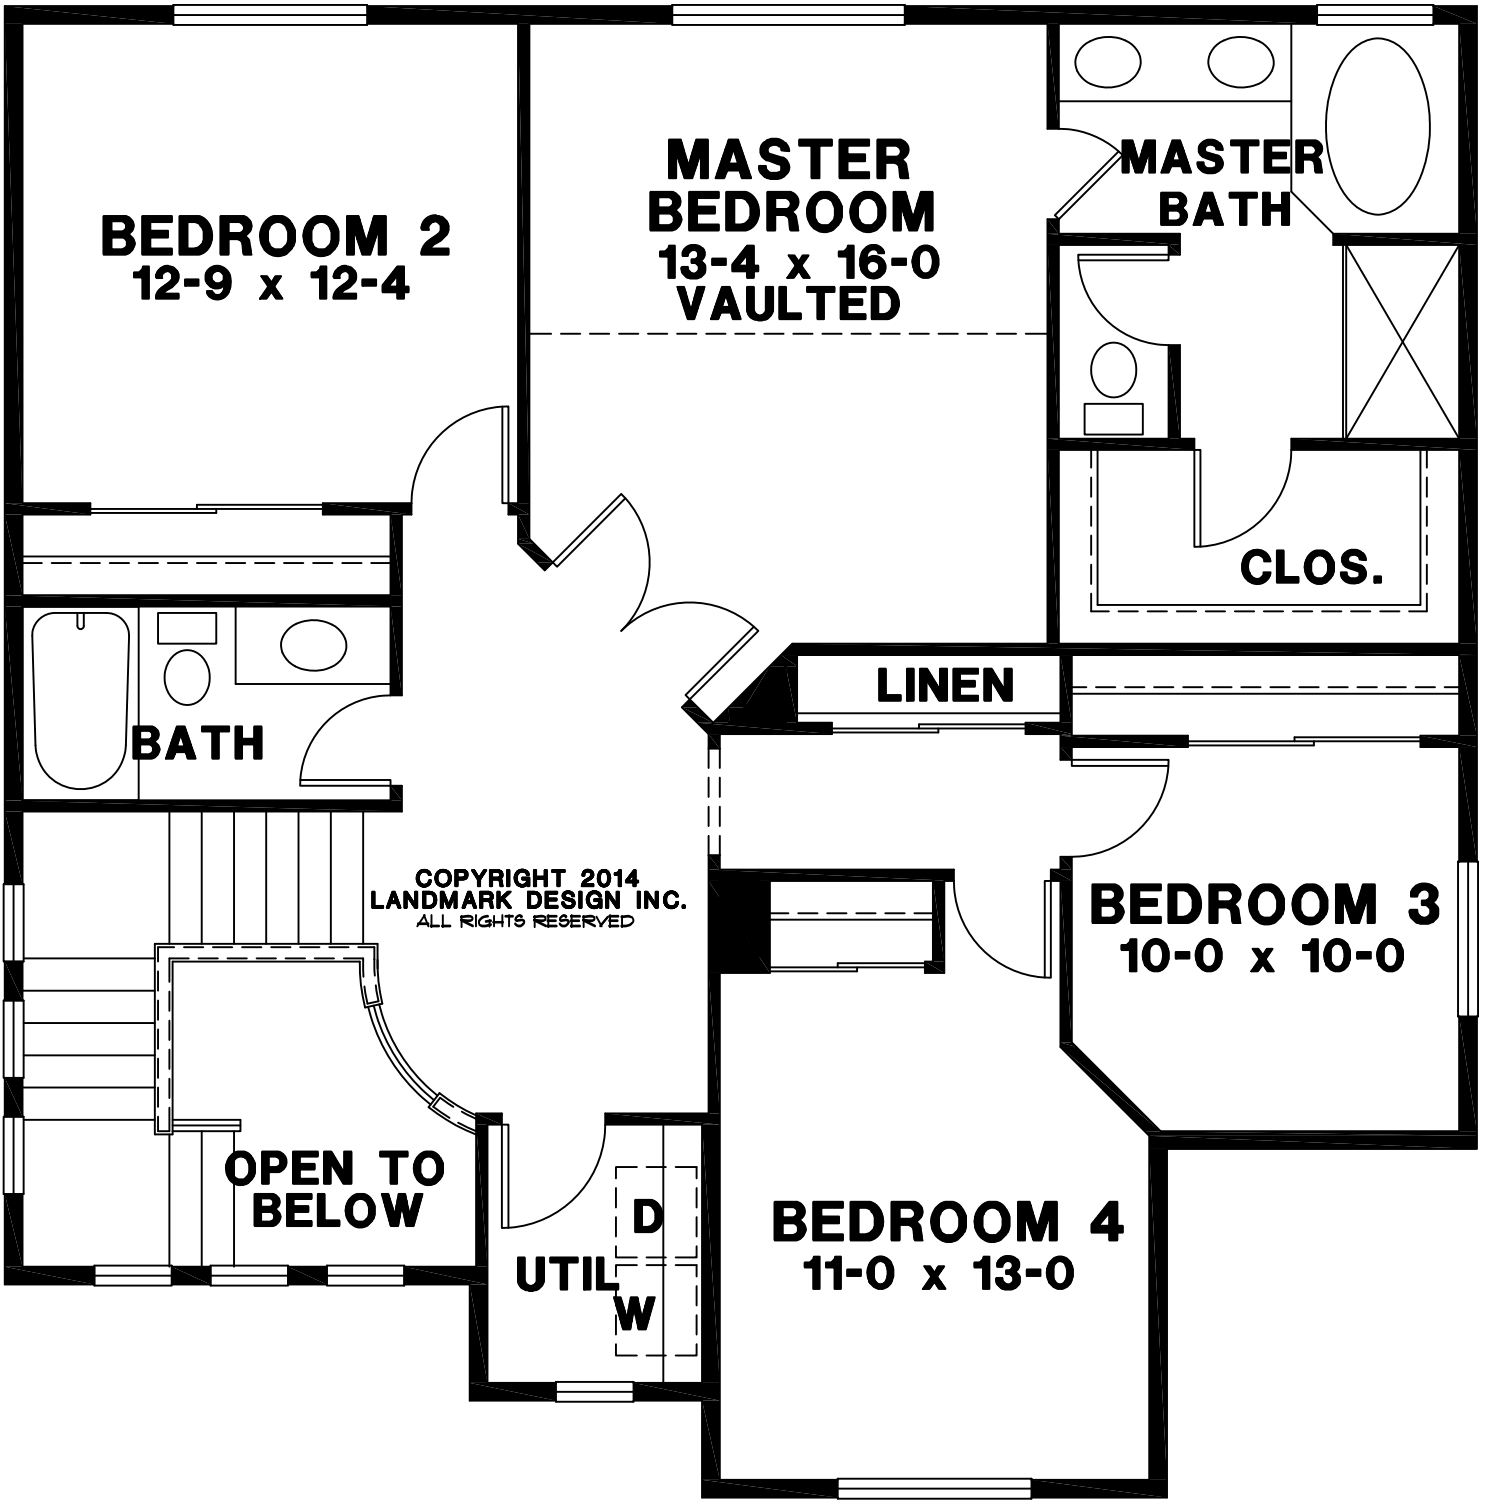 BEDROOM 2
12-9 x 12-4
MASTER
BEDROOM
13-4 x 16-0
VAULTED
MASTER
BATH
CLOS.
LINEN
BATH
COPYRIGHT 2014
LANDMARK DESIGN INC.
ALL RIGHTS RESERVED
BEDROOM 3
10-0 x 10-0
OPEN TO
BELOW
UTIL
D
W
BEDROOM 4
11-0 x 13-0